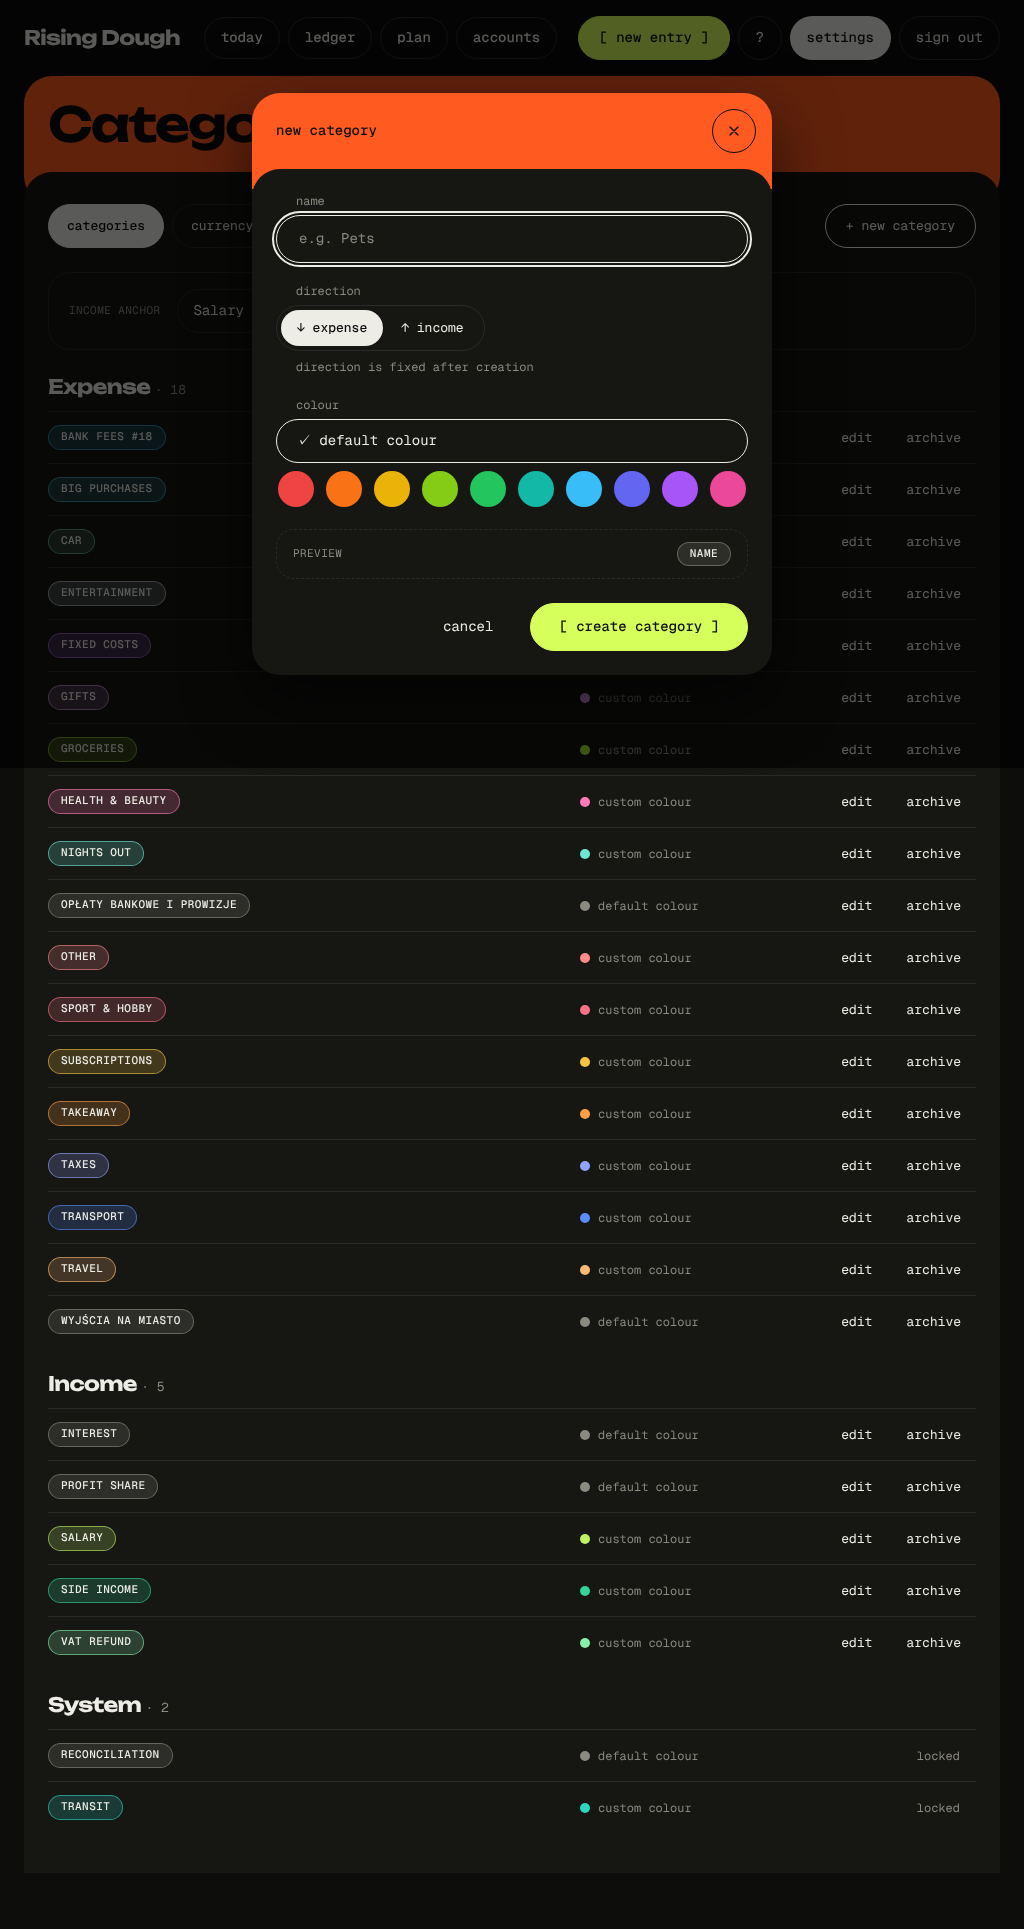 Rising Dough today ledger plan accounts [ new entry ] ? settings sign out
Catego
new category
categories currency + new category
name
e.g. Pets
INCOME ANCHOR Salary
direction
↓ expense ↑ income
direction is fixed after creation
Expense · 18
colour
BANK FEES #18 edit archive
✓ default colour
BIG PURCHASES edit archive
CAR edit archive
PREVIEW NAME
ENTERTAINMENT edit archive
cancel [ create category ]
FIXED COSTS edit archive
GIFTS custom colour edit archive
GROCERIES custom colour edit archive
HEALTH & BEAUTY custom colour edit archive
NIGHTS OUT custom colour edit archive
OPŁATY BANKOWE I PROWIZJE default colour edit archive
OTHER custom colour edit archive
SPORT & HOBBY custom colour edit archive
SUBSCRIPTIONS custom colour edit archive
TAKEAWAY custom colour edit archive
TAXES custom colour edit archive
TRANSPORT custom colour edit archive
TRAVEL custom colour edit archive
WYJŚCIA NA MIASTO default colour edit archive
Income · 5
INTEREST default colour edit archive
PROFIT SHARE default colour edit archive
SALARY custom colour edit archive
SIDE INCOME custom colour edit archive
VAT REFUND custom colour edit archive
System · 2
RECONCILIATION default colour locked
TRANSIT custom colour locked